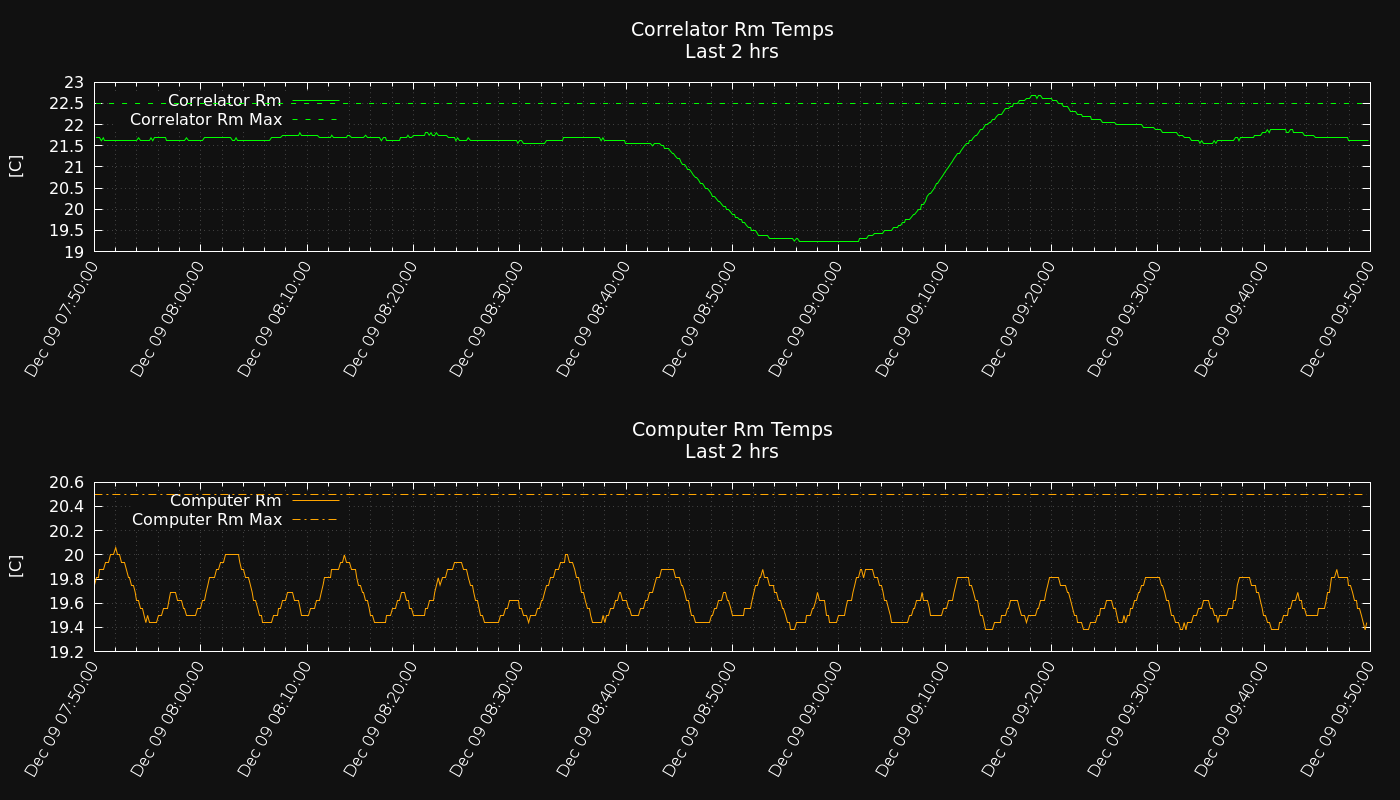 Correlator Rm Temps
Last 2 hrs
23
22.5
22
21.5
21
20.5
20
19.5
19
[C]
Correlator Rm
Correlator Rm Max
Dec 09 07:50:00
Dec 09 08:00:00
Dec 09 08:10:00
Dec 09 08:20:00
Dec 09 08:30:00
Dec 09 08:40:00
Dec 09 08:50:00
Dec 09 09:00:00
Dec 09 09:10:00
Dec 09 09:20:00
Dec 09 09:30:00
Dec 09 09:40:00
Dec 09 09:50:00
Computer Rm Temps
Last 2 hrs
20.6
20.4
20.2
20
19.8
19.6
19.4
19.2
[C]
Computer Rm
Computer Rm Max
Dec 09 07:50:00
Dec 09 08:00:00
Dec 09 08:10:00
Dec 09 08:20:00
Dec 09 08:30:00
Dec 09 08:40:00
Dec 09 08:50:00
Dec 09 09:00:00
Dec 09 09:10:00
Dec 09 09:20:00
Dec 09 09:30:00
Dec 09 09:40:00
Dec 09 09:50:00